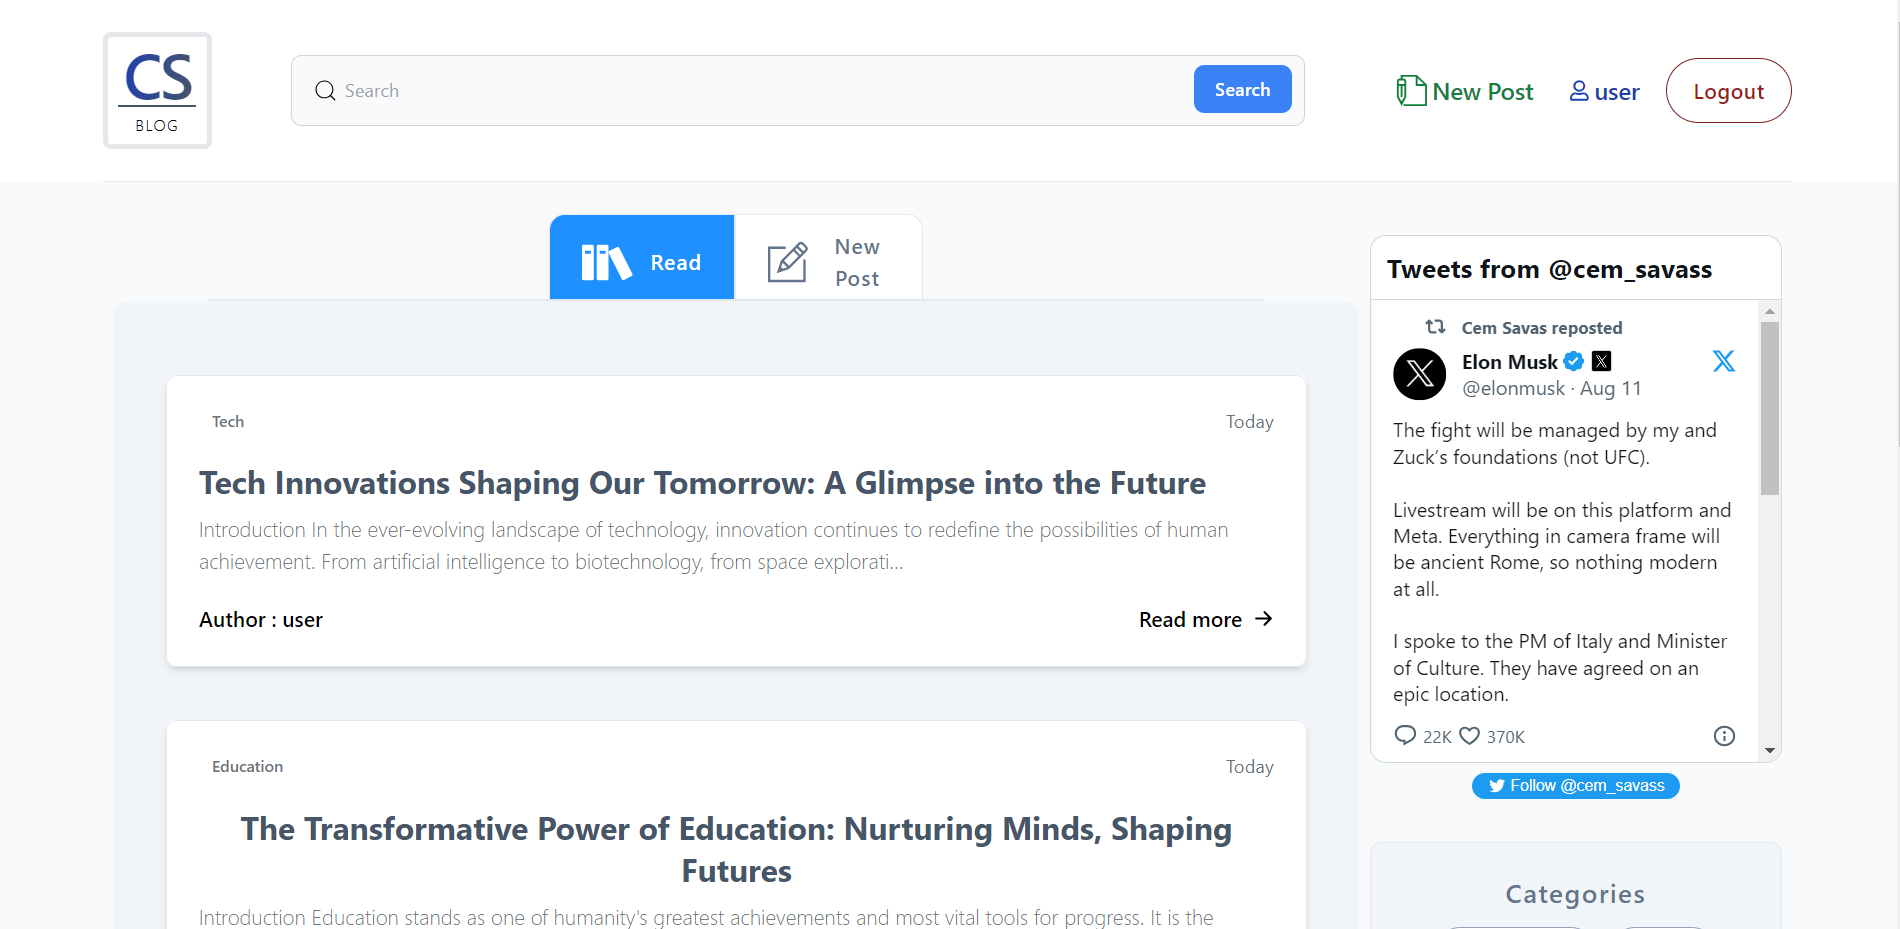 CS
BLOG
Search
Search
New Post
user
Logout
Read
New
Post
Tech
Today
Tech Innovations Shaping Our Tomorrow: A Glimpse into the Future
Introduction In the ever-evolving landscape of technology, innovation continues to redefine the possibilities of human
achievement. From artificial intelligence to biotechnology, from space explorati...
Author : user
Read more
Education
Today
The Transformative Power of Education: Nurturing Minds, Shaping
Futures
Introduction Education stands as one of humanity's greatest achievements and most vital tools for progress. It is the
Tweets from @cem_savass
Cem Savas reposted
Elon Musk
@elonmusk · Aug 11
The fight will be managed by my and
Zuck’s foundations (not UFC).
Livestream will be on this platform and
Meta. Everything in camera frame will
be ancient Rome, so nothing modern
at all.
I spoke to the PM of Italy and Minister
of Culture. They have agreed on an
epic location.
22K 370K
Follow @cem_savass
Categories